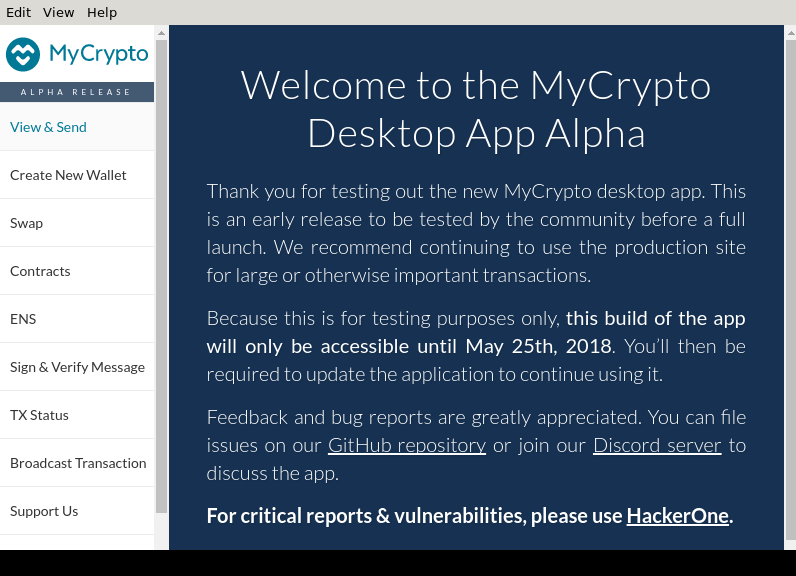 Edit View Help
MyCrypto
ALPHA RELEASE
View & Send
Create New Wallet
Swap
Contracts
ENS
Sign & Verify Message
TX Status
Broadcast Transaction
Support Us
Welcome to the MyCrypto
Desktop App Alpha
Thank you for testing out the new MyCrypto desktop app. This
is an early release to be tested by the community before a full
launch. We recommend continuing to use the production site
for large or otherwise important transactions.
Because this is for testing purposes only, this build of the app
will only be accessible until May 25th, 2018. You'll then be
required to update the application to continue using it.
Feedback and bug reports are greatly appreciated. You can file
issues on our GitHub repository or join our Discord server to
discuss the app.
For critical reports & vulnerabilities, please use HackerOne.